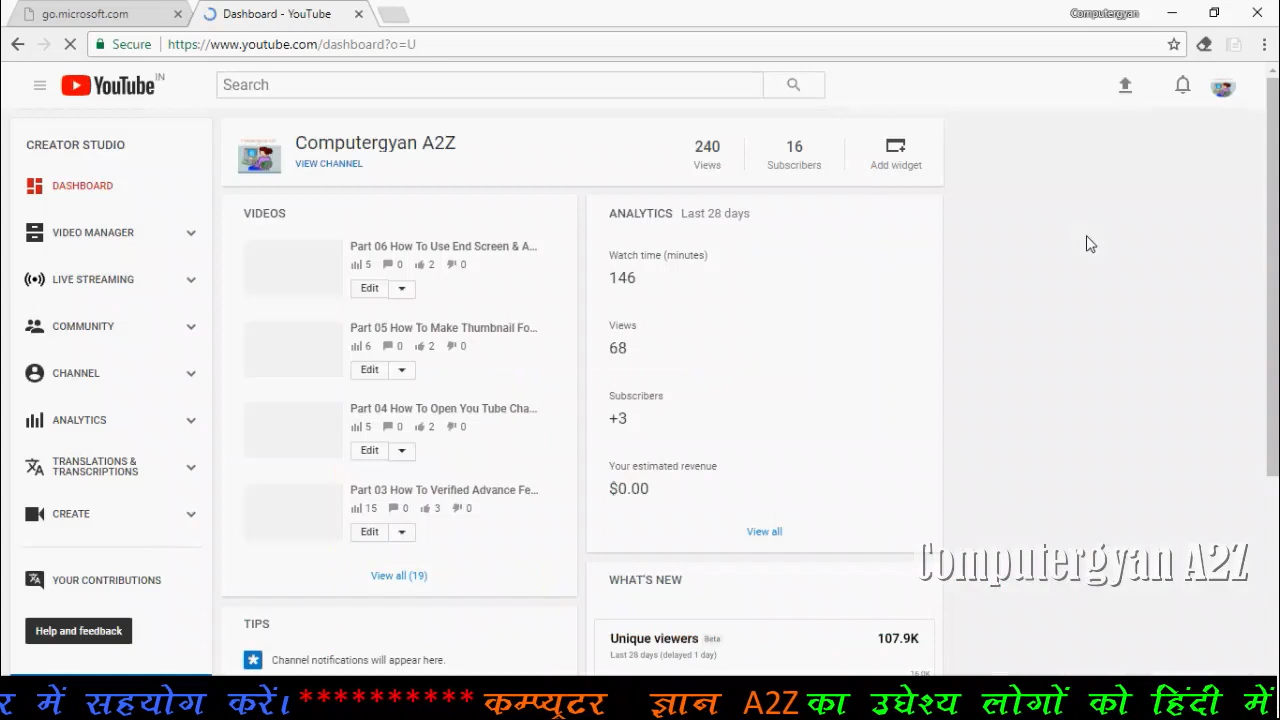 go.microsoft.com
Dashboard - YouTube
Computergyan
Secure
https://www.youtube.com/dashboard?o=U
YouTube IN
Search
CREATOR STUDIO
DASHBOARD
VIDEO MANAGER
LIVE STREAMING
COMMUNITY
CHANNEL
ANALYTICS
TRANSLATIONS &
TRANSCRIPTIONS
CREATE
YOUR CONTRIBUTIONS
Help and feedback
Computergyan A2Z
VIEW CHANNEL
240
Views
16
Subscribers
Add widget
VIDEOS
Part 06 How To Use End Screen & A...
5 0 2 0
Edit
Part 05 How To Make Thumbnail Fo...
6 0 2 0
Edit
Part 04 How To Open You Tube Cha...
5 0 2 0
Edit
Part 03 How To Verified Advance Fe...
15 0 3 0
Edit
View all (19)
TIPS
Channel notifications will appear here.
ANALYTICS Last 28 days
Watch time (minutes)
146
Views
68
Subscribers
+3
Your estimated revenue
$0.00
View all
WHAT'S NEW
Unique viewers Beta 107.9K
Last 28 days (delayed 1 day)
Computergyan A2Z
र में सहयोग करें।********** कम्प्यूटर ज्ञान A2Z का उद्येश्य लोगों को हिंदी में